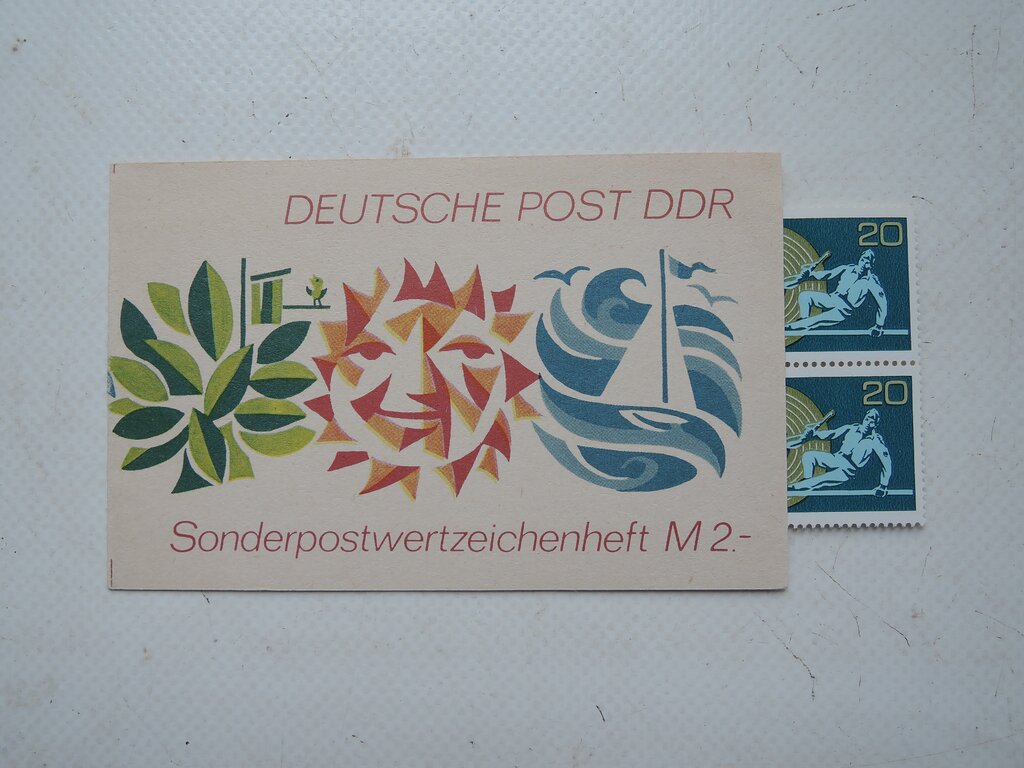 DEUTSCHE POST DDR
20
20
Sonderpostwertzeichenheft M 2.-